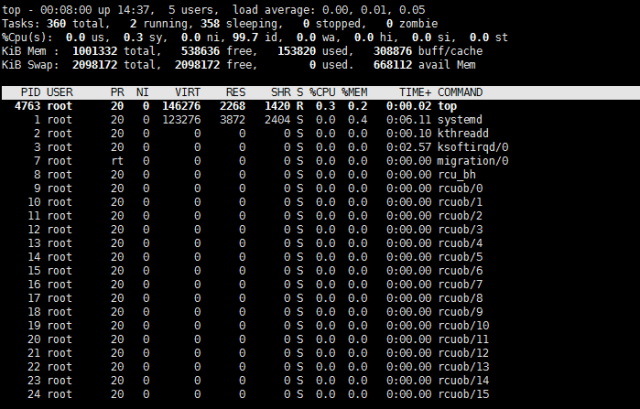 top - 00:08:00 up 14:37,  5 users,  load average: 0.00, 0.01, 0.05
Tasks: 360 total,   2 running, 358 sleeping,   0 stopped,   0 zombie
%Cpu(s):  0.0 us,  0.3 sy,  0.0 ni, 99.7 id,  0.0 wa,  0.0 hi,  0.0 si,  0.0 st
KiB Mem :  1001332 total,   538636 free,   153820 used,   308876 buff/cache
KiB Swap:  2098172 total,  2098172 free,        0 used.   668112 avail Mem
PID USER      PR  NI    VIRT    RES    SHR S %CPU %MEM     TIME+ COMMAND
4763 root      20   0  146276   2268   1420 R  0.3  0.2   0:00.02 top
1 root      20   0  123276   3872   2404 S  0.0  0.4   0:06.11 systemd
2 root      20   0       0      0      0 S  0.0  0.0   0:00.10 kthreadd
3 root      20   0       0      0      0 S  0.0  0.0   0:02.57 ksoftirqd/0
7 root      rt   0       0      0      0 S  0.0  0.0   0:00.00 migration/0
8 root      20   0       0      0      0 S  0.0  0.0   0:00.00 rcu_bh
9 root      20   0       0      0      0 S  0.0  0.0   0:00.00 rcuob/0
10 root      20   0       0      0      0 S  0.0  0.0   0:00.00 rcuob/1
11 root      20   0       0      0      0 S  0.0  0.0   0:00.00 rcuob/2
12 root      20   0       0      0      0 S  0.0  0.0   0:00.00 rcuob/3
13 root      20   0       0      0      0 S  0.0  0.0   0:00.00 rcuob/4
14 root      20   0       0      0      0 S  0.0  0.0   0:00.00 rcuob/5
15 root      20   0       0      0      0 S  0.0  0.0   0:00.00 rcuob/6
16 root      20   0       0      0      0 S  0.0  0.0   0:00.00 rcuob/7
17 root      20   0       0      0      0 S  0.0  0.0   0:00.00 rcuob/8
18 root      20   0       0      0      0 S  0.0  0.0   0:00.00 rcuob/9
19 root      20   0       0      0      0 S  0.0  0.0   0:00.00 rcuob/10
20 root      20   0       0      0      0 S  0.0  0.0   0:00.00 rcuob/11
21 root      20   0       0      0      0 S  0.0  0.0   0:00.00 rcuob/12
22 root      20   0       0      0      0 S  0.0  0.0   0:00.00 rcuob/13
23 root      20   0       0      0      0 S  0.0  0.0   0:00.00 rcuob/14
24 root      20   0       0      0      0 S  0.0  0.0   0:00.00 rcuob/15